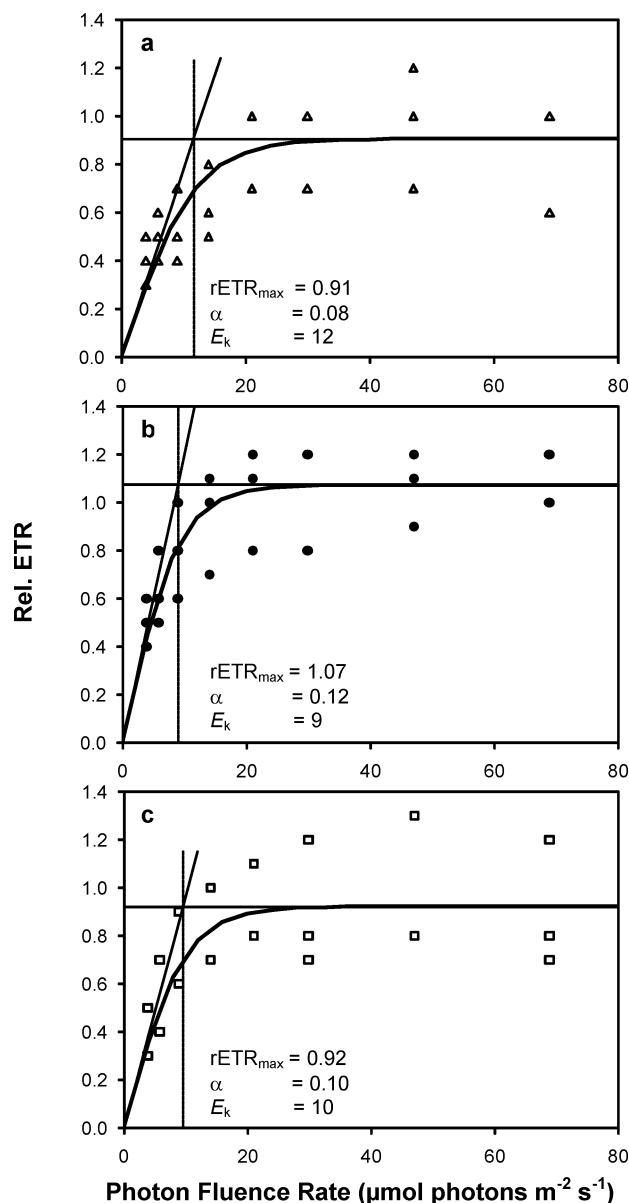 a
1.4
1.2
1.0
0.8
0.6
0.4
0.2
0.0
rETRmax = 0.91
α = 0.08
Ek = 12
0 20 40 60 80
b
1.4
1.2
1.0
0.8
0.6
0.4
0.2
0.0
rETRmax = 1.07
α = 0.12
Ek = 9
0 20 40 60 80
Rel. ETR
c
1.4
1.2
1.0
0.8
0.6
0.4
0.2
0.0
rETRmax = 0.92
α = 0.10
Ek = 10
0 20 40 60 80
Photon Fluence Rate (µmol photons m⁻² s⁻¹)